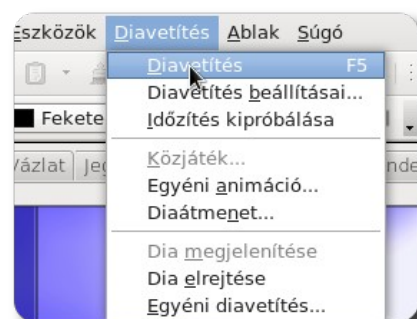 Eszközök Diavetítés Ablak Súgó
Diavetítés F5
Diavetítés beállításai...
Fekete
Időzítés kipróbálása
Közjáték...
Egyéni animáció...
Diaátmenet...
Dia megjelenítése
Dia elrejtése
Egyéni diavetítés...